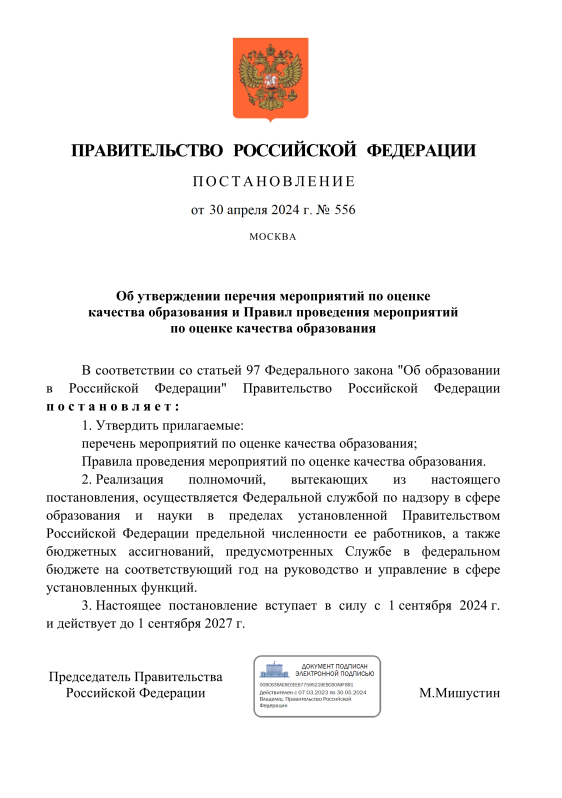 ПРАВИТЕЛЬСТВО РОССИЙСКОЙ ФЕДЕРАЦИИ
ПОСТАНОВЛЕНИЕ
от 30 апреля 2024 г. № 556
МОСКВА
Об утверждении перечня мероприятий по оценке
качества образования и Правил проведения мероприятий
по оценке качества образования
В соответствии со статьей 97 Федерального закона "Об образовании
в Российской Федерации" Правительство Российской Федерации
постановляет:
1. Утвердить прилагаемые:
перечень мероприятий по оценке качества образования;
Правила проведения мероприятий по оценке качества образования.
2. Реализация полномочий, вытекающих из настоящего
постановления, осуществляется Федеральной службой по надзору в сфере
образования и науки в пределах установленной Правительством
Российской Федерации предельной численности ее работников, а также
бюджетных ассигнований, предусмотренных Службе в федеральном
бюджете на соответствующий год на руководство и управление в сфере
установленных функций.
3. Настоящее постановление вступает в силу с 1 сентября 2024 г.
и действует до 1 сентября 2027 г.
Председатель Правительства
Российской Федерации
ДОКУМЕНТ ПОДПИСАН
ЭЛЕКТРОННОЙ ПОДПИСЬЮ
Действителен с 07.03.2023 по 30.05.2024
Владелец: Правительство Российской
Федерации
М.Мишустин